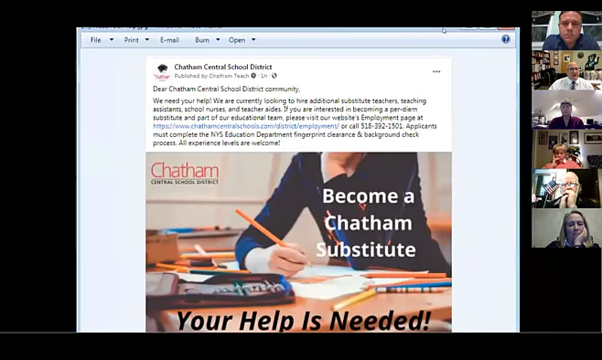 File Print E-mail Burn Open
Chatham Central School District
Published by Chatham Teach · 1h ·
Dear Chatham Central School District community,
We need your help! We are currently looking to hire additional substitute teachers, teaching
assistants, school nurses, and teacher aides. If you are interested in becoming a per-diem
substitute and part of our educational team, please visit our website's Employment page at
https://www.chathamcentralschools.com/district/employment/ or call 518-392-1501. Applicants
must complete the NYS Education Department fingerprint clearance & background check
process. All experience levels are welcome!
Chatham
CENTRAL SCHOOL DISTRICT
Become a
Chatham
Substitute
Your Help Is Needed!